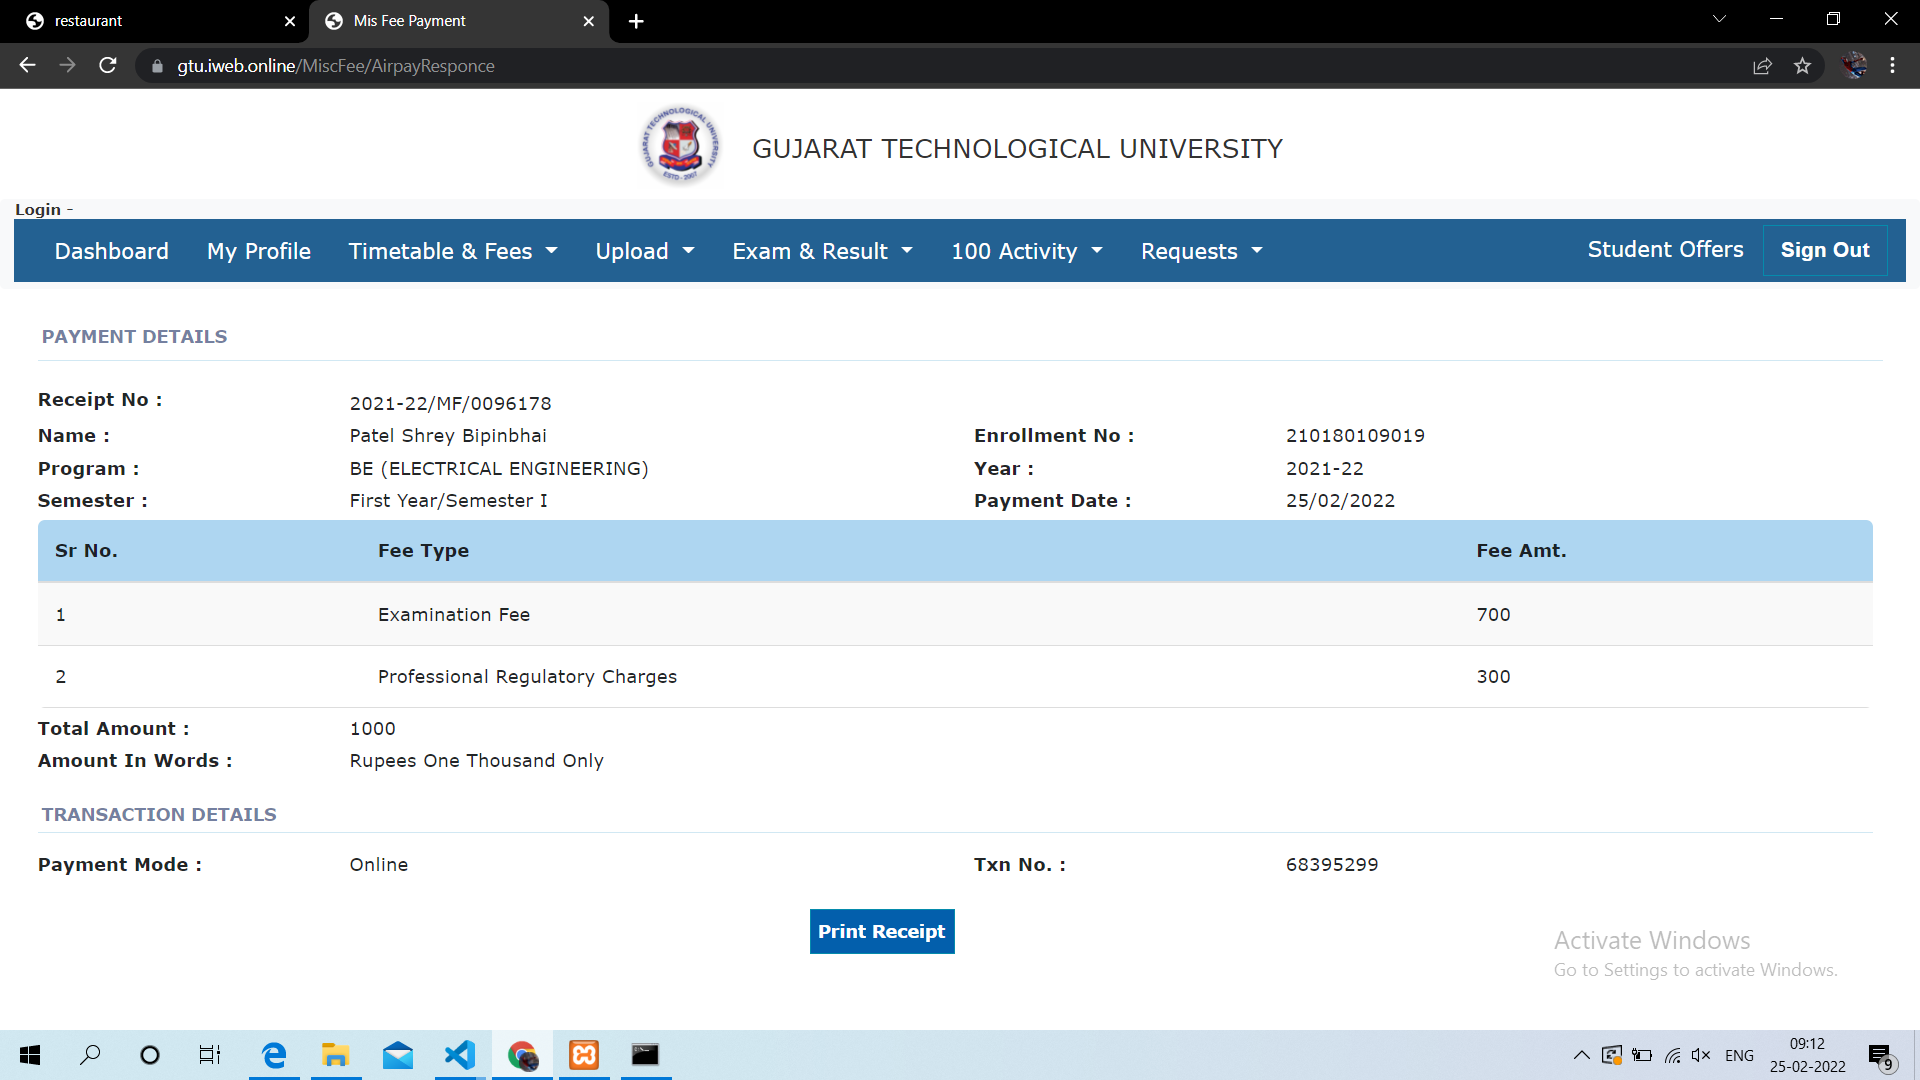 restaurant
Mis Fee Payment
gtu.iweb.online/MiscFee/AirpayResponce
GUJARAT TECHNOLOGICAL UNIVERSITY
ESTD - 2007
GUJARAT TECHNOLOGICAL UNIVERSITY
Login -
Dashboard My Profile Timetable & Fees Upload Exam & Result 100 Activity Requests Student Offers Sign Out
PAYMENT DETAILS
Receipt No : 2021-22/MF/0096178
Name : Patel Shrey Bipinbhai Enrollment No : 210180109019
Program : BE (ELECTRICAL ENGINEERING) Year : 2021-22
Semester : First Year/Semester I Payment Date : 25/02/2022
Sr No. Fee Type Fee Amt.
1 Examination Fee 700
2 Professional Regulatory Charges 300
Total Amount : 1000
Amount In Words : Rupees One Thousand Only
TRANSACTION DETAILS
Payment Mode : Online Txn No. : 68395299
Print Receipt
Activate Windows
Go to Settings to activate Windows.
ENG
09:12
25-02-2022
9